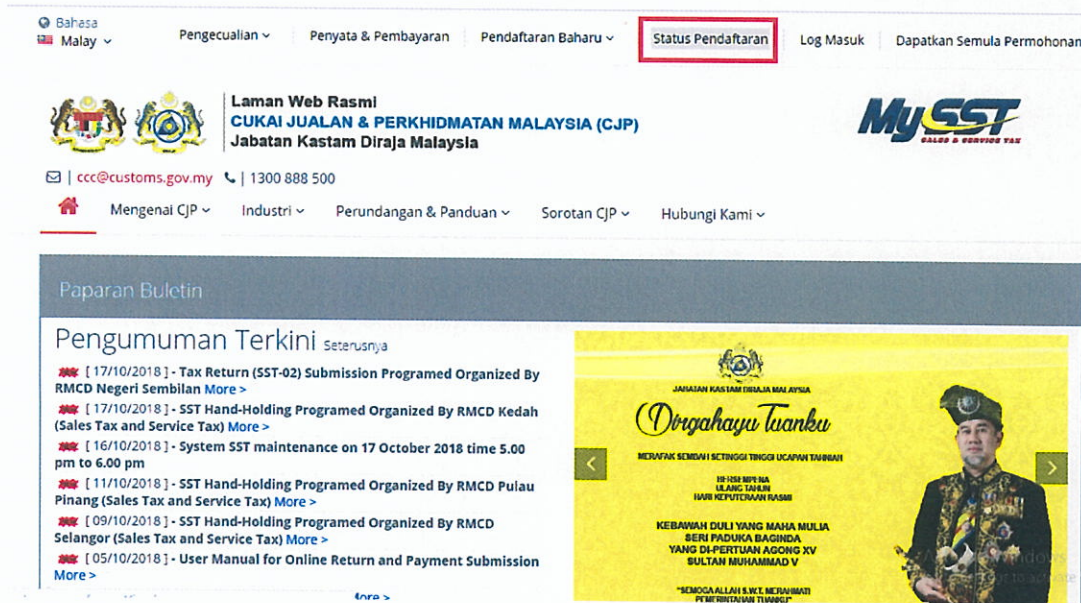 Bahasa
Malay
Pengecualian
Penyata & Pembayaran
Pendaftaran Baharu
Status Pendaftaran
Log Masuk
Dapatkan Semula Permohonan
Laman Web Rasmi
CUKAI JUALAN & PERKHIDMATAN MALAYSIA (CJP)
Jabatan Kastam Diraja Malaysia
MySST
SALES & SERVICE TAX
| ccc@customs.gov.my | 1300 888 500
Mengenai CJP
Industri
Perundangan & Panduan
Sorotan CJP
Hubungi Kami
Paparan Buletin
Pengumuman Terkini Seterusnya
[ 17/10/2018 ] - Tax Return (SST-02) Submission Programed Organized By
RMCD Negeri Sembilan More >
[ 17/10/2018 ] - SST Hand-Holding Programed Organized By RMCD Kedah
(Sales Tax and Service Tax) More >
[ 16/10/2018 ] - System SST maintenance on 17 October 2018 time 5.00
pm to 6.00 pm
[ 11/10/2018 ] - SST Hand-Holding Programed Organized By RMCD Pulau
Pinang (Sales Tax and Service Tax) More >
[ 09/10/2018 ] - SST Hand-Holding Programed Organized By RMCD
Selangor (Sales Tax and Service Tax) More >
[ 05/10/2018 ] - User Manual for Online Return and Payment Submission
More >
More >
JABATAN KASTAM DIRAJA MALAYSIA
Dirgahayu Tuanku
MERAFAK SEMBAH SETINGGI TINGGI UCAPAN TAHNIAH
BERSEMPENA
ULANG TAHUN
HARI KEPUTERAAN RASMI
KEBAWAH DULI YANG MAHA MULIA
SERI PADUKA BAGINDA
YANG DI-PERTUAN AGONG XV
SULTAN MUHAMMAD V
"SEMOGA ALLAH S.W.T. MERAHMATI
PEMERINTAHAN TUANKU"